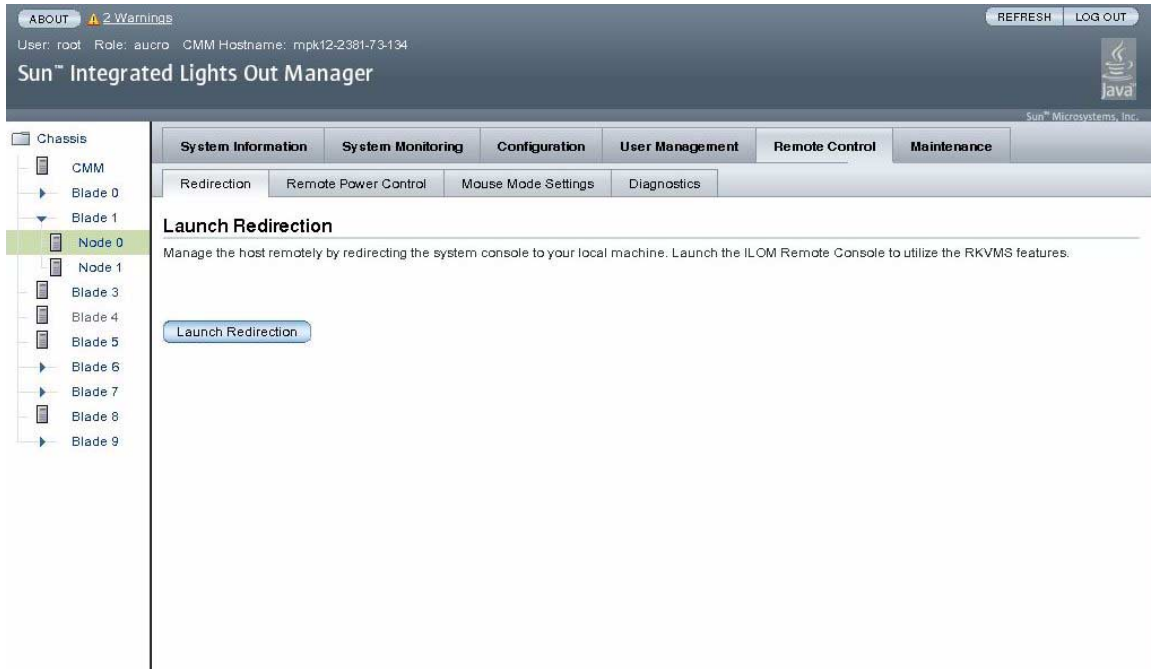 ABOUT 2 Warnings REFRESH LOG OUT
User: root Role: aucro CMM Hostname: mpk12-2381-73-134
Sun™ Integrated Lights Out Manager
Java
Sun™ Microsystems, Inc.
Chassis
CMM
Blade 0
Blade 1
Node 0
Node 1
Blade 3
Blade 4
Blade 5
Blade 6
Blade 7
Blade 8
Blade 9
System Information System Monitoring Configuration User Management Remote Control Maintenance
Redirection Remote Power Control Mouse Mode Settings Diagnostics
Launch Redirection
Manage the host remotely by redirecting the system console to your local machine. Launch the ILOM Remote Console to utilize the RKVMS features.
Launch Redirection